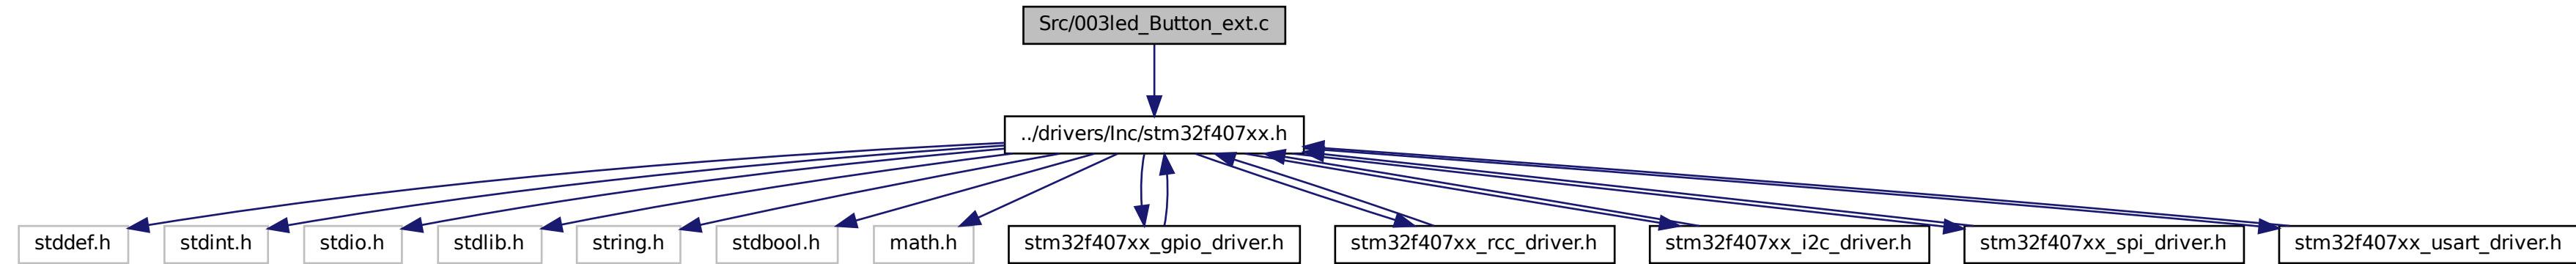 Src/003led_Button_ext.c
../drivers/Inc/stm32f407xx.h
stddef.h
stdint.h
stdio.h
stdlib.h
string.h
stdbool.h
math.h
stm32f407xx_gpio_driver.h
stm32f407xx_rcc_driver.h
stm32f407xx_i2c_driver.h
stm32f407xx_spi_driver.h
stm32f407xx_usart_driver.h